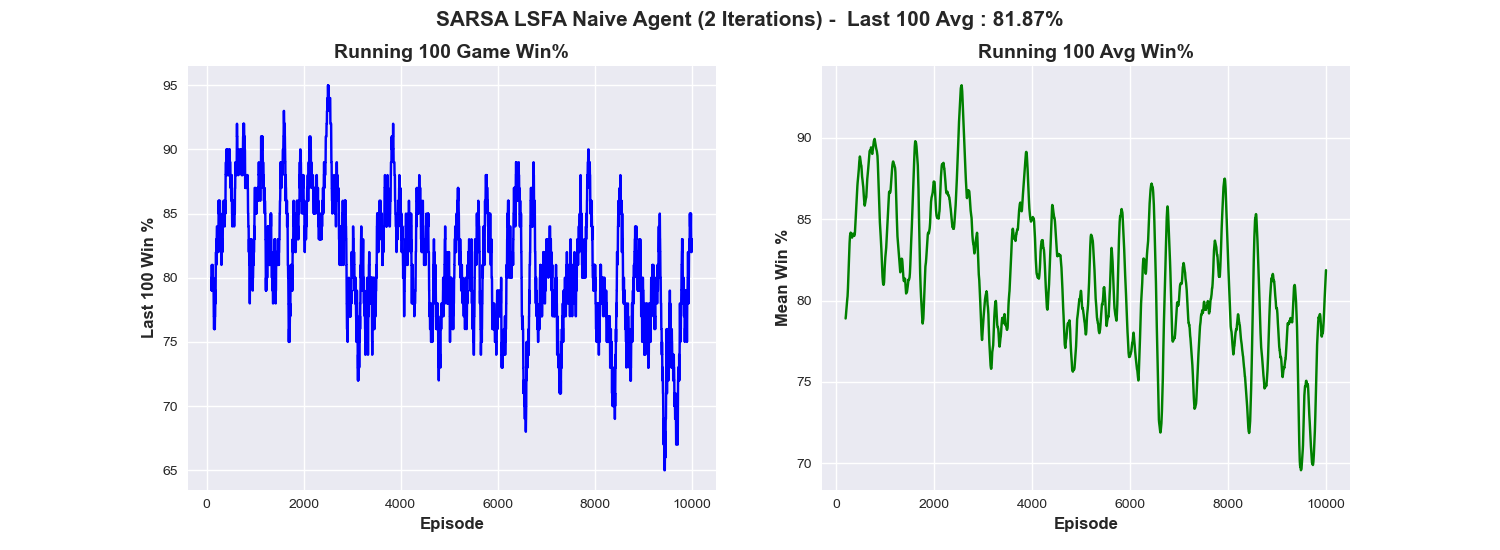 SARSA LSFA Naive Agent (2 Iterations) -  Last 100 Avg : 81.87%
Running 100 Game Win%
Last 100 Win %
95
90
85
80
75
70
65
0 2000 4000 6000 8000 10000
Episode
Running 100 Avg Win%
Mean Win %
90
85
80
75
70
0 2000 4000 6000 8000 10000
Episode